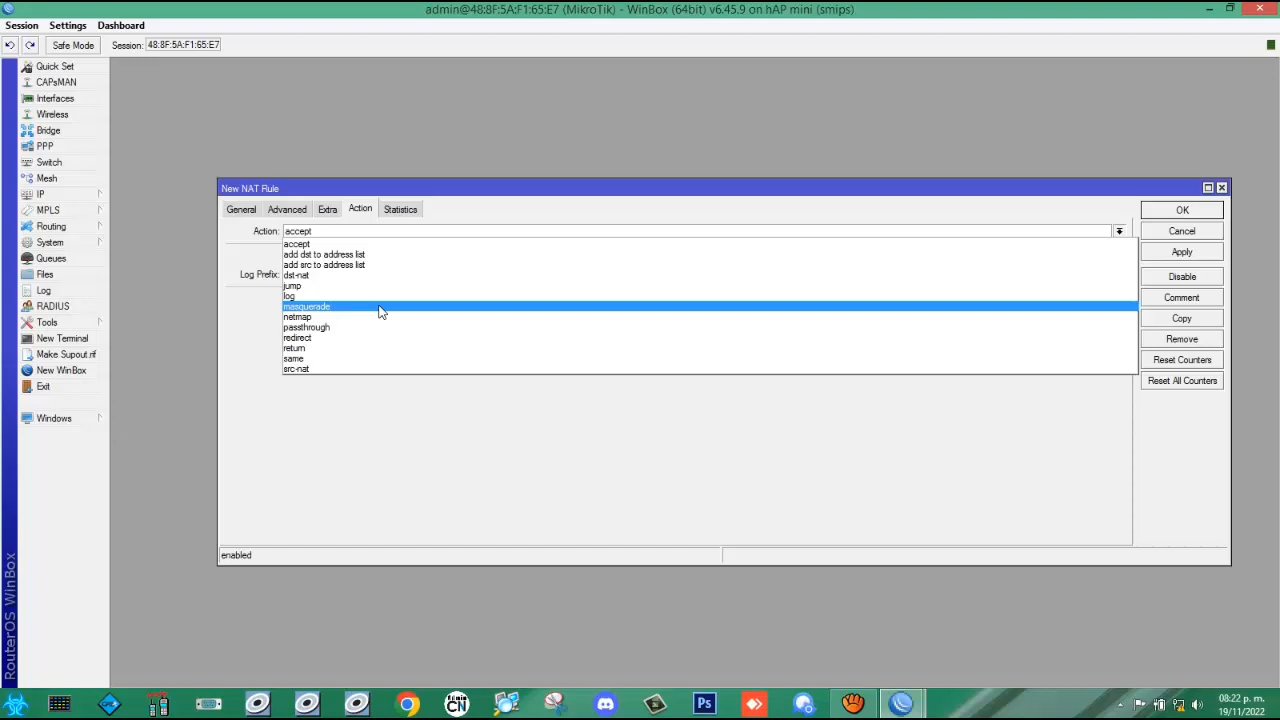 admin@48:8F:5A:F1:65:E7 (MikroTik) - WinBox (64bit) v6.45.9 on hAP mini (smips)
Session Settings Dashboard
Safe Mode Session: 48:8F:5A:F1:65:E7
Quick Set
CAPsMAN
Interfaces
Wireless
Bridge
PPP
Switch
Mesh
IP
MPLS
Routing
System
Queues
Files
Log
RADIUS
Tools
New Terminal
Make Supout.rif
New WinBox
Exit
Windows
RouterOS WinBox
New NAT Rule
General Advanced Extra Action Statistics
Action: accept
accept
add dst to address list
add src to address list
dst-nat
jump
Log Prefix:
log
masquerade
netmap
passthrough
redirect
return
same
src-nat
OK
Cancel
Apply
Disable
Comment
Copy
Remove
Reset Counters
Reset All Counters
enabled
CN
Ps
08:22 p. m.
19/11/2022